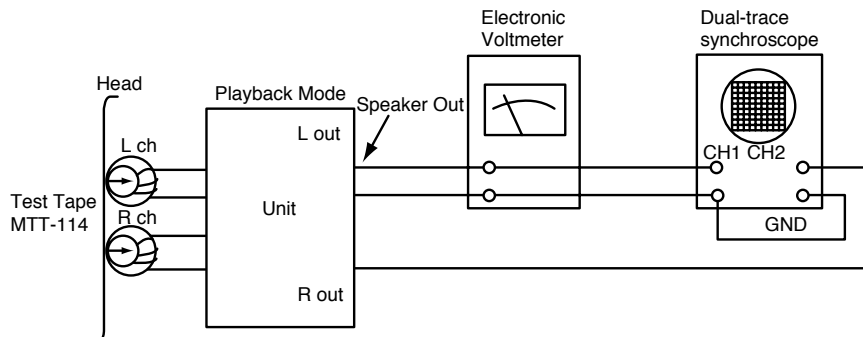 Electronic
Voltmeter
Dual-trace
synchroscope
Head
Playback Mode
Speaker Out
L out
L ch
CH1 CH2
Test Tape
MTT-114
R ch
Unit
GND
R out